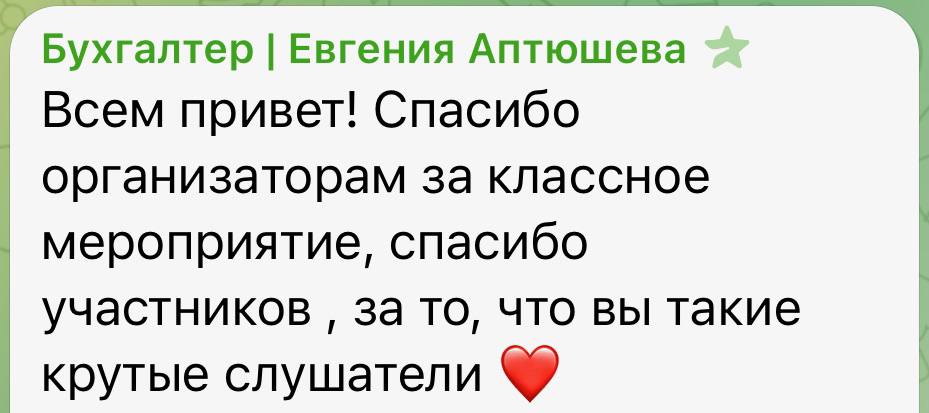 Бухгалтер | Евгения Аптюшева
Всем привет! Спасибо
организаторам за классное
мероприятие, спасибо
участников , за то, что вы такие
крутые слушатели ❤️